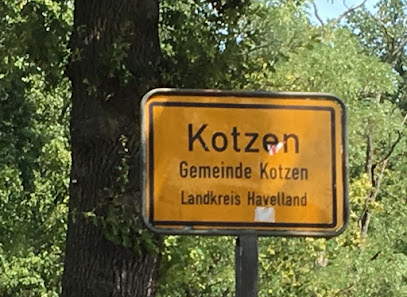 Kotzen
Gemeinde Kotzen
Landkreis Havelland